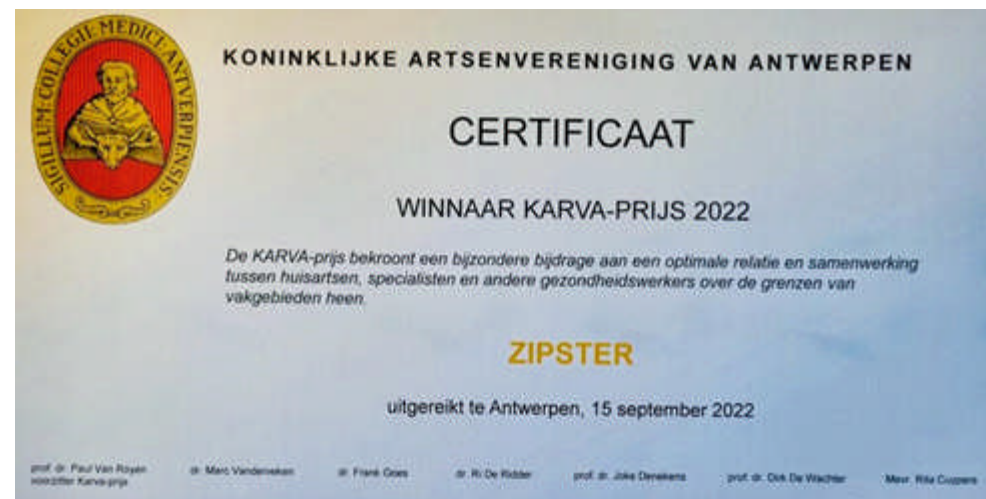 SIGILLUM COLLEGII MEDICI ANTVERPIENSIS
KONINKLIJKE ARTSENVERENIGING VAN ANTWERPEN
CERTIFICAAT
WINNAAR KARVA-PRIJS 2022
De KARVA-prijs bekroont een bijzondere bijdrage aan een optimale relatie en samenwerking
tussen huisartsen, specialisten en andere gezondheidswerkers over de grenzen van
vakgebieden heen.
ZIPSTER
uitgereikt te Antwerpen, 15 september 2022
prof. dr. Paul Van Royen dr. Marc Vanderveken dr. Frank Goes dr. Ri De Ridder prof. dr. Joke Denekens prof. dr. Dirk De Wachter Mevr. Rita Cuypers
voorzitter Karva-prijs